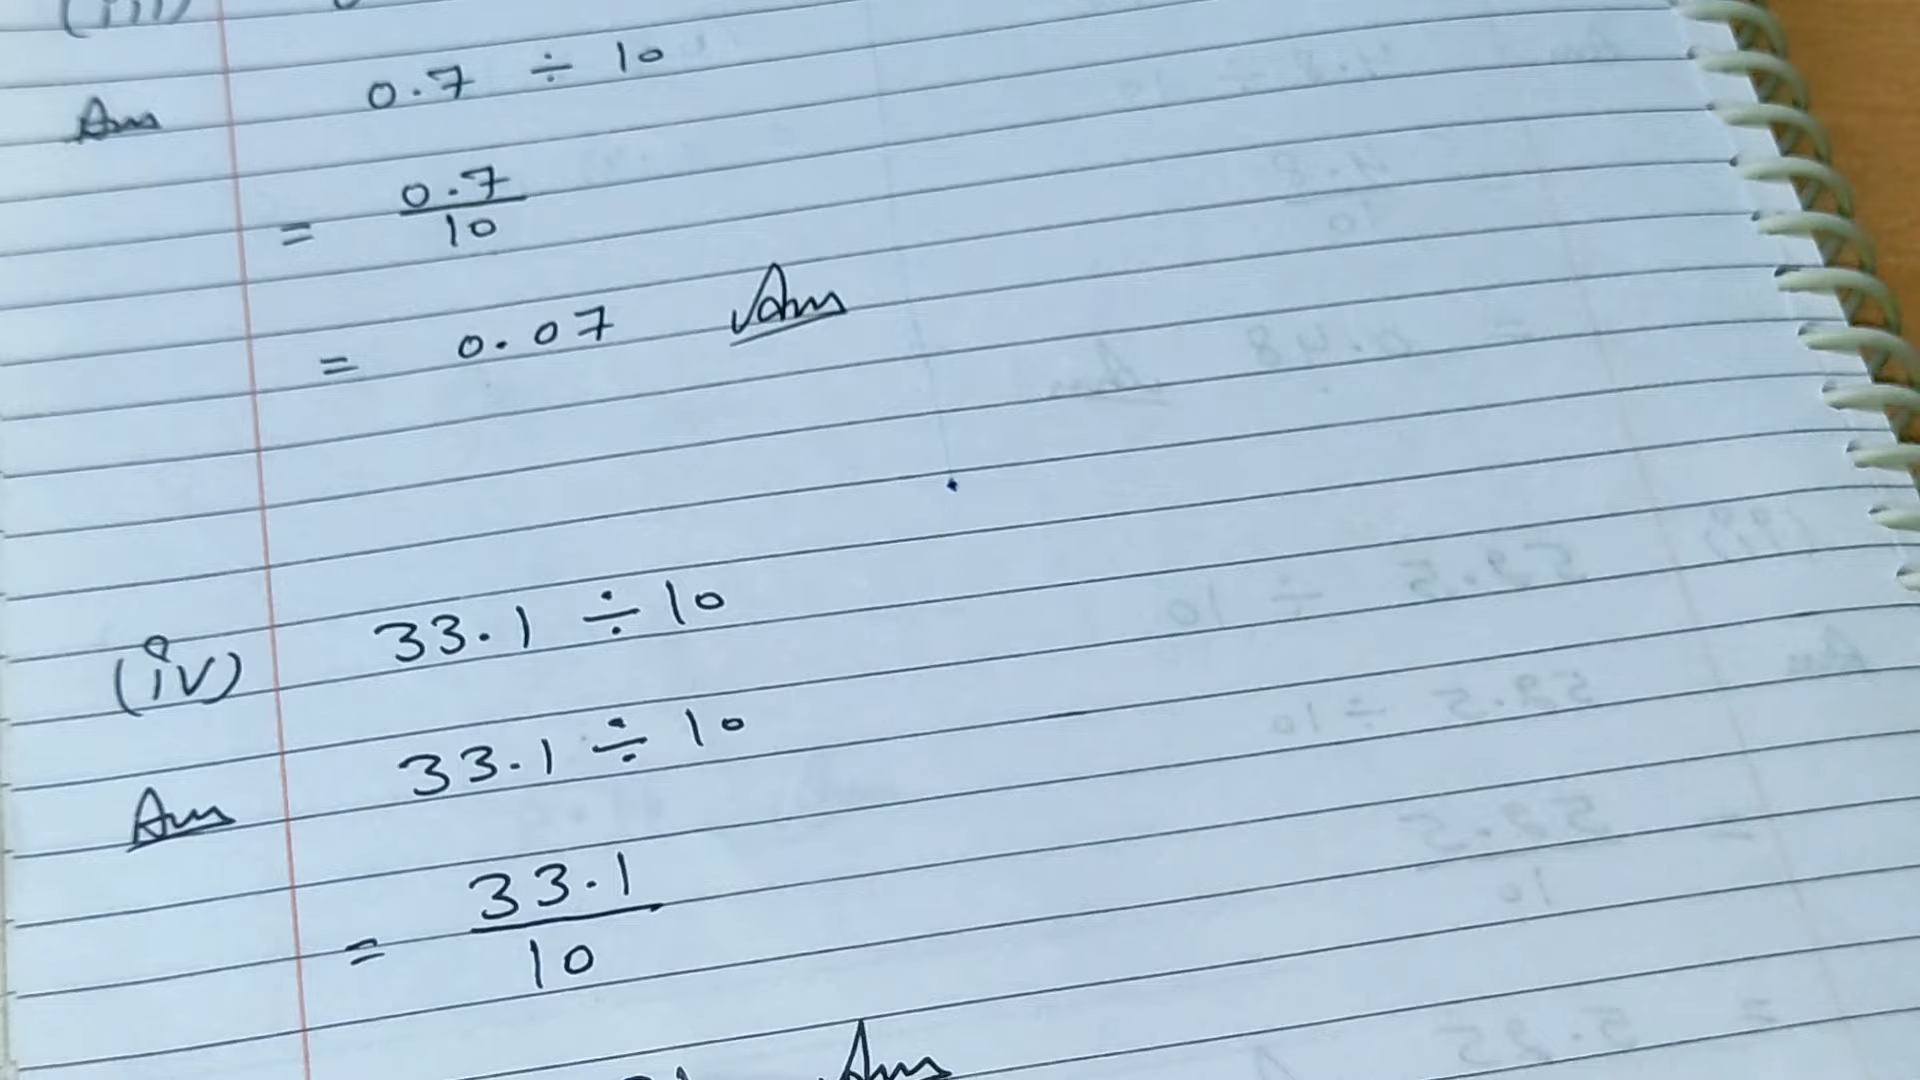 (iii)
Ans 0.7 ÷ 10
= 0.7
10
= 0.07 Ans
(iv) 33.1 ÷ 10
Ans 33.1 ÷ 10
= 33.1
10
Ans